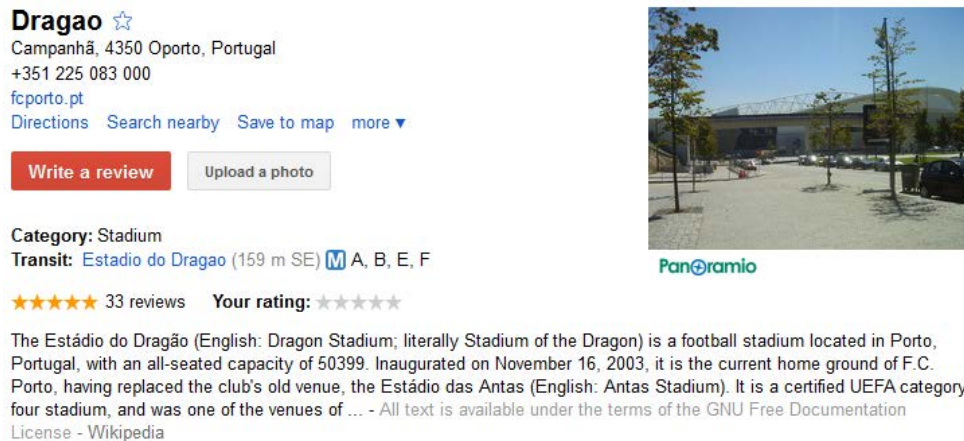 Dragao
Campanhã, 4350 Oporto, Portugal
+351 225 083 000
fcporto.pt
Directions Search nearby Save to map more ▼
Write a review Upload a photo
Category: Stadium
Transit: Estadio do Dragao (159 m SE) M A, B, E, F
33 reviews Your rating:
Panoramio
The Estádio do Dragão (English: Dragon Stadium; literally Stadium of the Dragon) is a football stadium located in Porto,
Portugal, with an all-seated capacity of 50399. Inaugurated on November 16, 2003, it is the current home ground of F.C.
Porto, having replaced the club's old venue, the Estádio das Antas (English: Antas Stadium). It is a certified UEFA category
four stadium, and was one of the venues of ... - All text is available under the terms of the GNU Free Documentation
License - Wikipedia